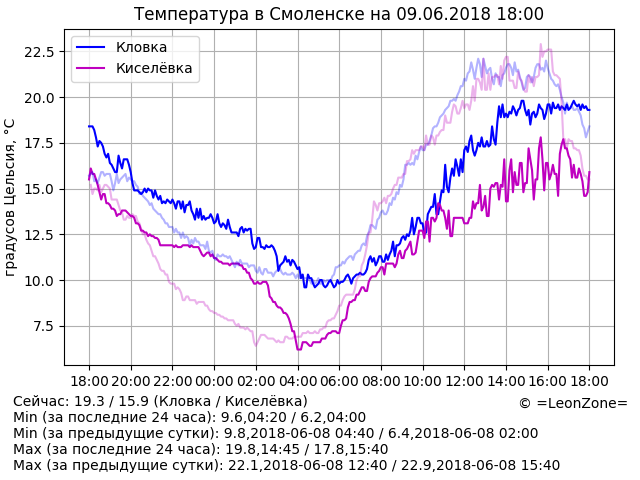 Температура в Смоленске на 09.06.2018 18:00
Кловка
Киселёвка
градусов Цельсия, °C
22.5
20.0
17.5
15.0
12.5
10.0
7.5
18:00 20:00 22:00 00:00 02:00 04:00 06:00 08:00 10:00 12:00 14:00 16:00 18:00
Сейчас: 19.3 / 15.9 (Кловка / Киселёвка)
© =LeonZone=
Min (за последние 24 часа): 9.6,04:20 / 6.2,04:00
Min (за предыдущие сутки): 9.8,2018-06-08 04:40 / 6.4,2018-06-08 02:00
Max (за последние 24 часа): 19.8,14:45 / 17.8,15:40
Max (за предыдущие сутки): 22.1,2018-06-08 12:40 / 22.9,2018-06-08 15:40